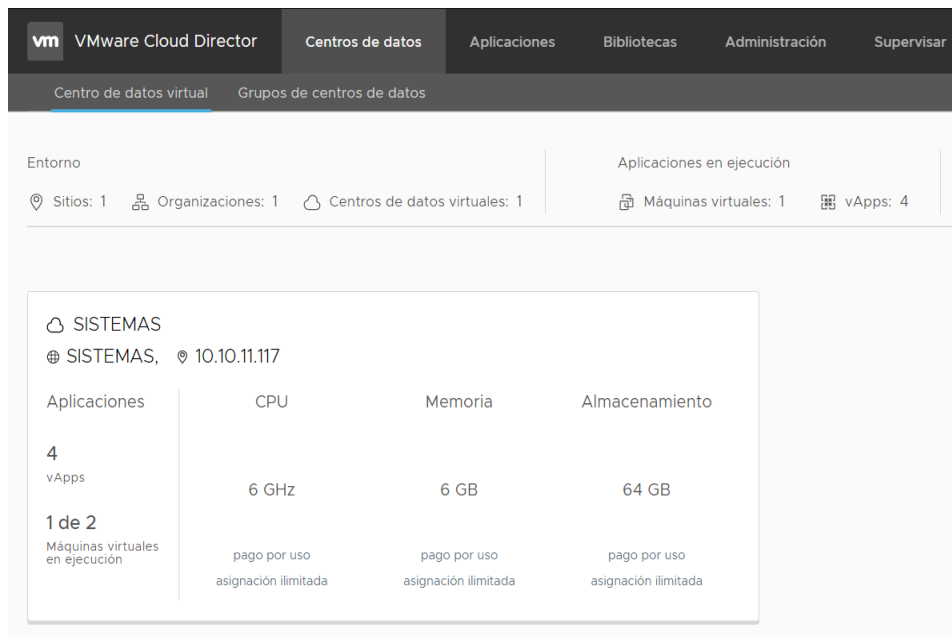 vm VMware Cloud Director Centros de datos Aplicaciones Bibliotecas Administración Supervisar
Centro de datos virtual Grupos de centros de datos
Entorno
Aplicaciones en ejecución
Sitios: 1 Organizaciones: 1 Centros de datos virtuales: 1
Máquinas virtuales: 1 vApps: 4
SISTEMAS
SISTEMAS, 10.10.11.117
Aplicaciones CPU Memoria Almacenamiento
4
vApps
6 GHz 6 GB 64 GB
1 de 2
Máquinas virtuales
en ejecución
pago por uso pago por uso pago por uso
asignación ilimitada asignación ilimitada asignación ilimitada